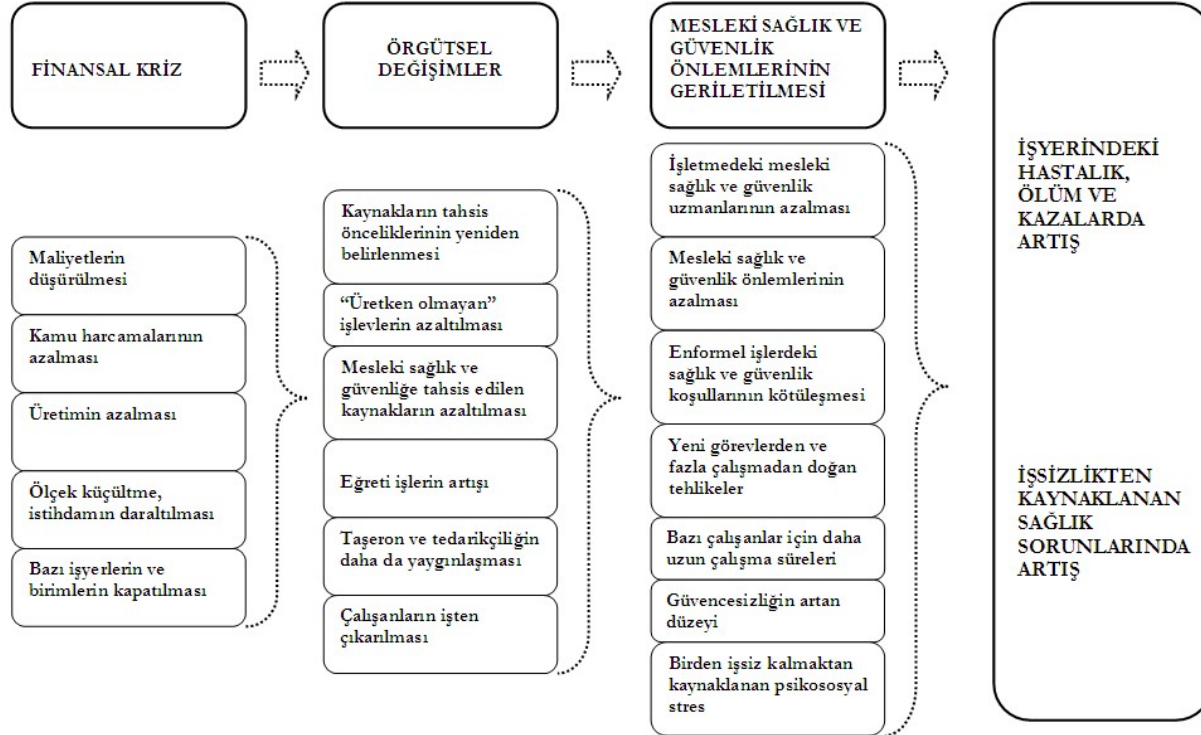 FİNANSAL KRİZ
ÖRGÜTSEL
DEĞİŞİMLER
MESLEKİ SAĞLIK VE
GÜVENLİK
ÖNLEMLERİNİN
GERİLETİLMESİ
Maliyetlerin
düşürülmesi
Kamu harcamalarının
azalması
Üretimin azalması
Ölçek küçültme,
istihdamın daraltılması
Bazı işyerlerin ve
birimlerin kapatılması
Kaynakların tahsis
önceliklerinin yeniden
belirlenmesi
“Üretken olmayan”
işlevlerin azaltılması
Mesleki sağlık ve
güvenliğe tahsis edilen
kaynakların azaltılması
Eğreti işlerin artışı
Taşeron ve tedarikçiliğin
daha da yaygınlaşması
Çalışanların işten
çıkarılması
İşletmedeki mesleki
sağlık ve güvenlik
uzmanlarının azalması
Mesleki sağlık ve
güvenlik önlemlerinin
azalması
Enformel işlerdeki
sağlık ve güvenlik
koşullarının kötüleşmesi
Yeni görevlerden ve
fazla çalışmadan doğan
tehlikeler
Bazı çalışanlar için daha
uzun çalışma süreleri
Güvencesizliğin artan
düzeyi
Birden işsiz kalmaktan
kaynaklanan psikososyal
stres
İŞYERİNDEKİ
HASTALIK,
ÖLÜM VE
KAZALARDA
ARTIŞ
İŞSİZLİKTEN
KAYNAKLANAN
SAĞLIK
SORUNLARINDA
ARTIŞ